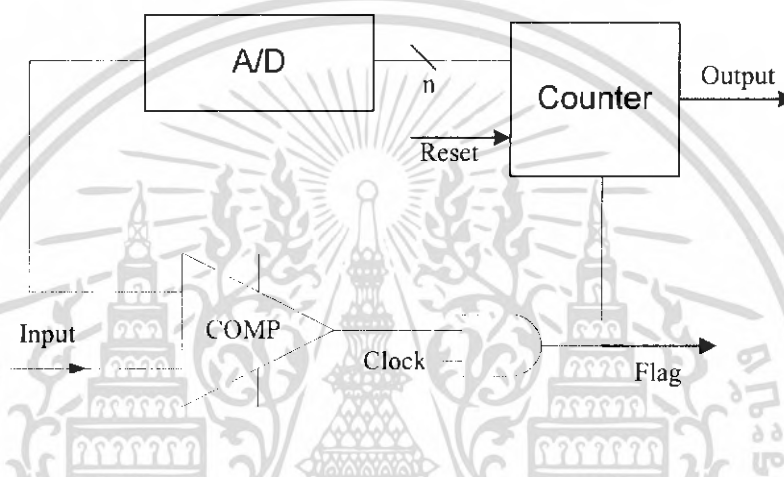 A/D
n
Counter
Output
Reset
Input
COMP
Clock
Flag